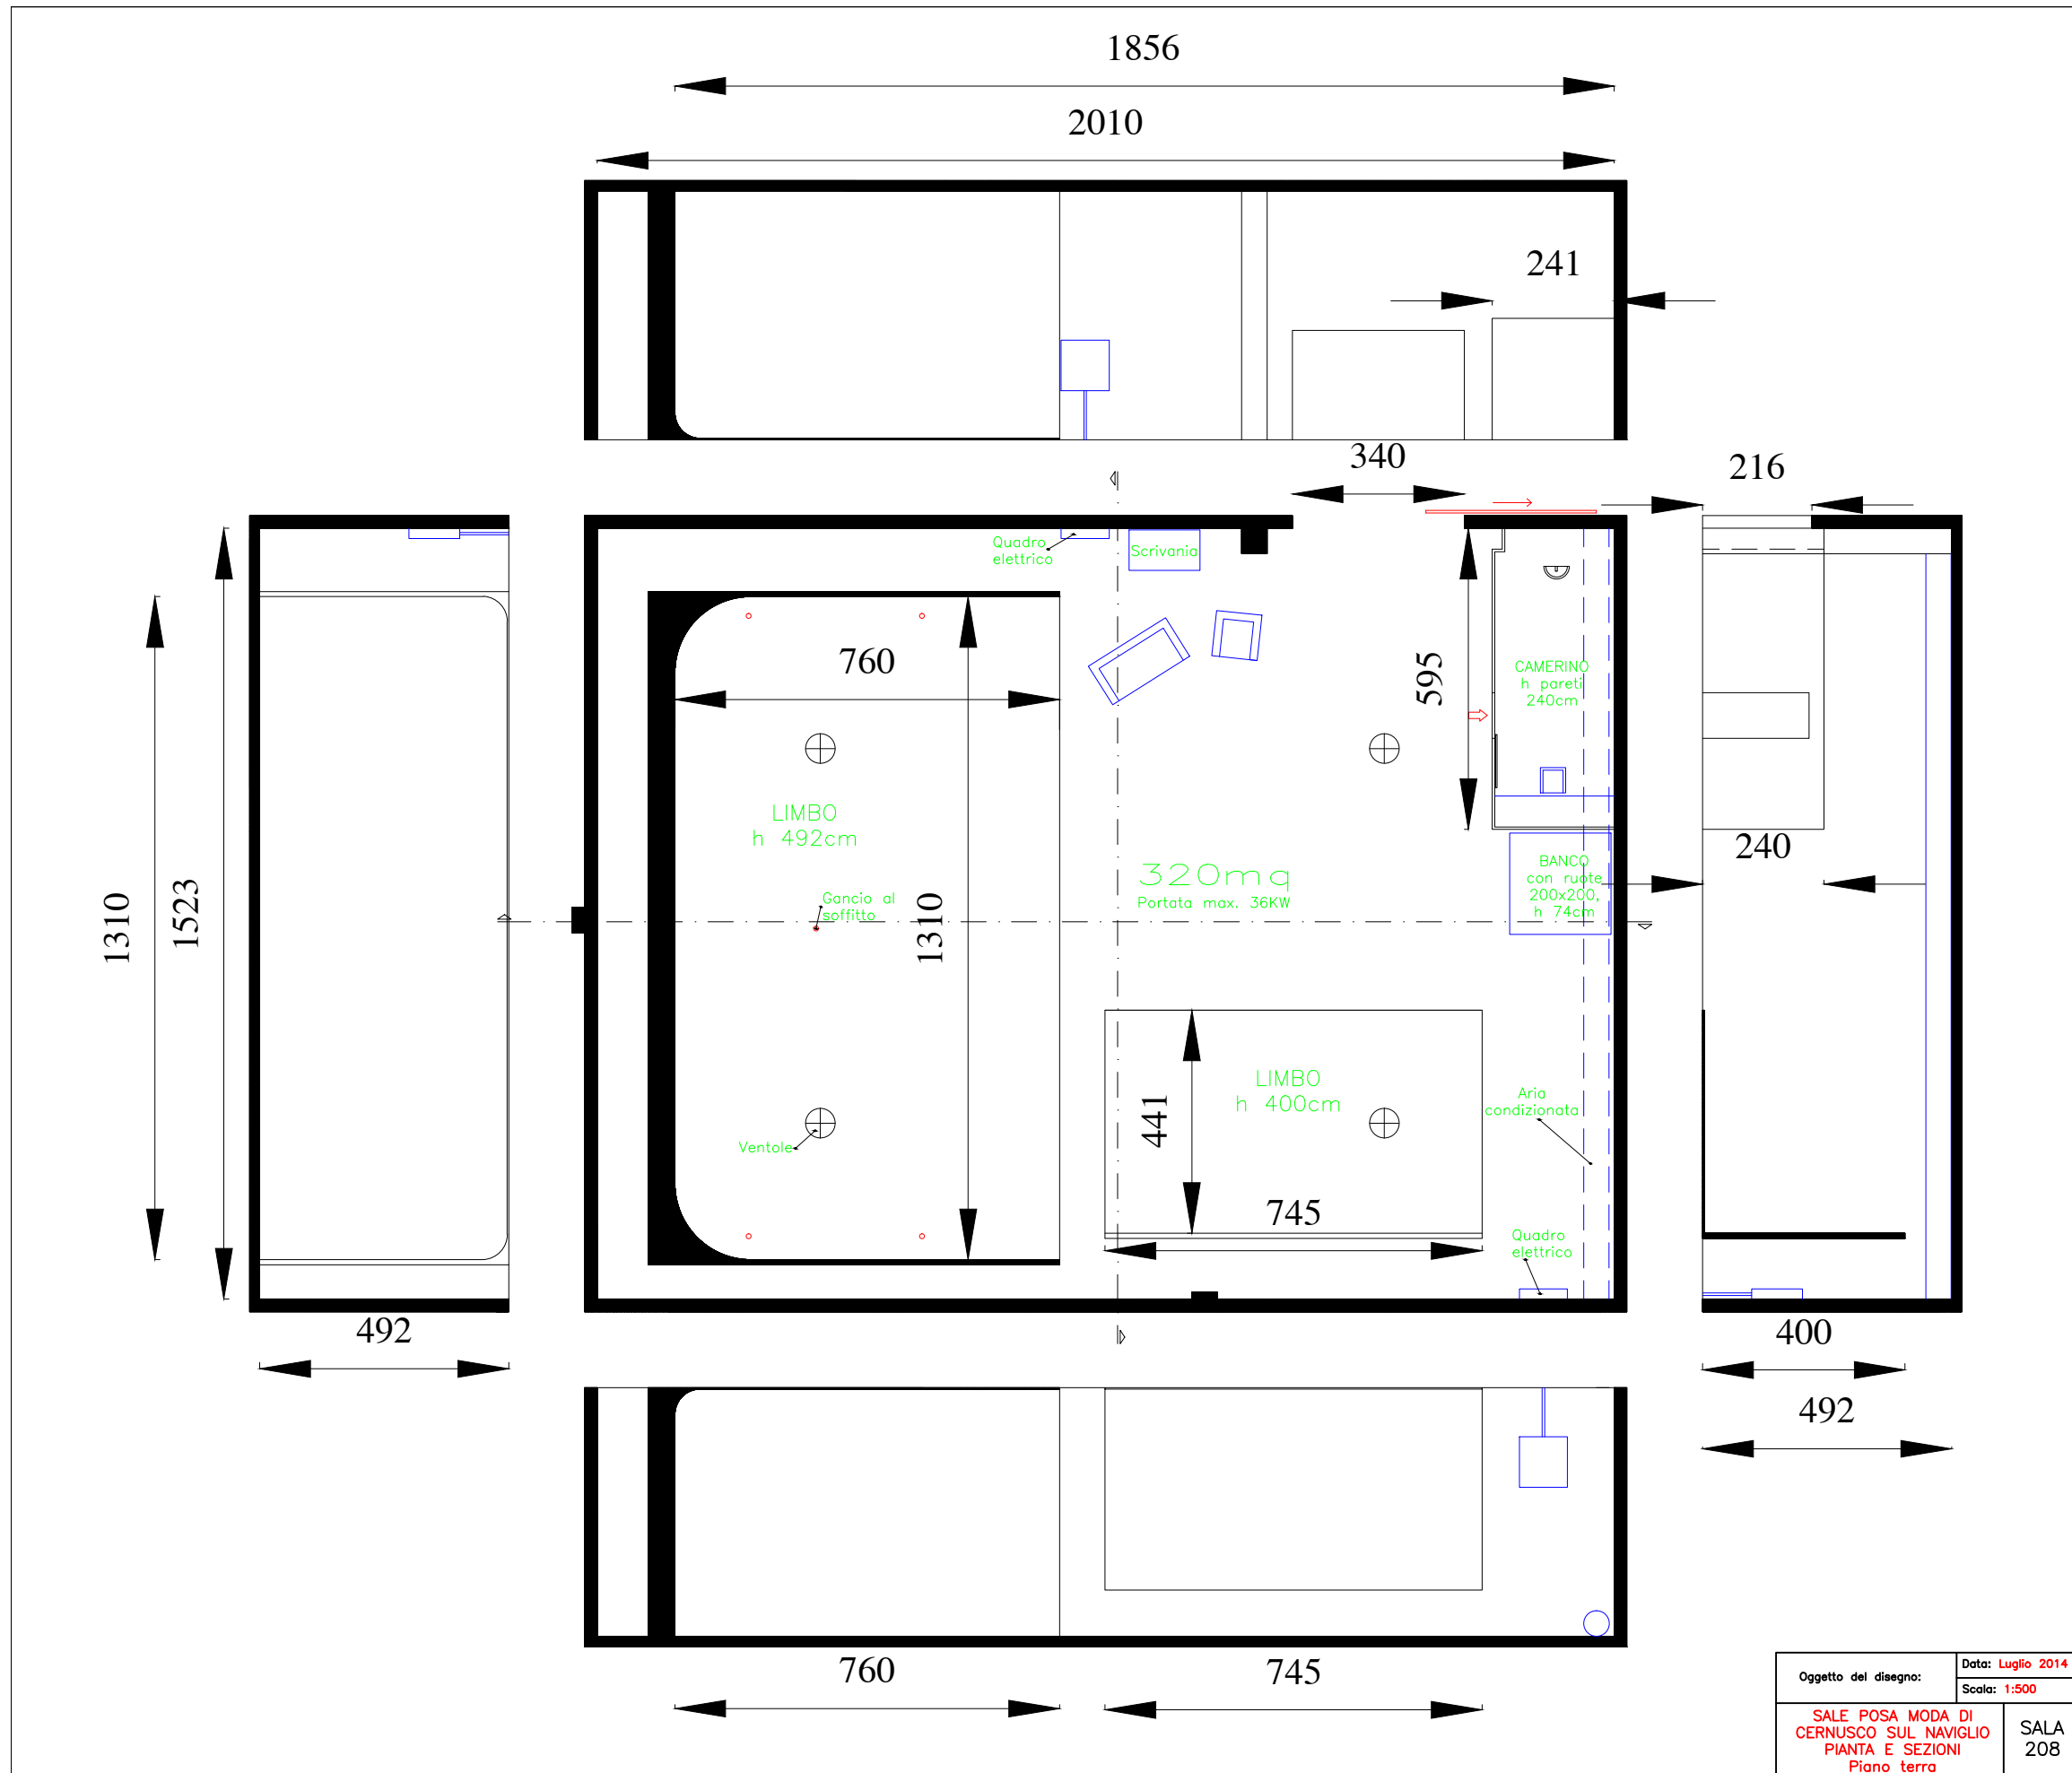 1856
2010
241
340
216
Quadro
elettrico
Scrivania
760
595
CAMERINO
h pareti
240cm
LIMBO
h 492cm
240
320mq
Portata max. 36KW
BANCO
con ruote
200x200,
h 74cm
Gancio al
soffitto
1310
1523
1310
LIMBO
h 400cm
441
Aria
condizionata
Ventole
745
Quadro
elettrico
492
400
492
760
745
Oggetto del disegno:
Data: Luglio 2014
Scala: 1:500
SALE POSA MODA DI
CERNUSCO SUL NAVIGLIO
PIANTA E SEZIONI
Piano terra
SALA
208